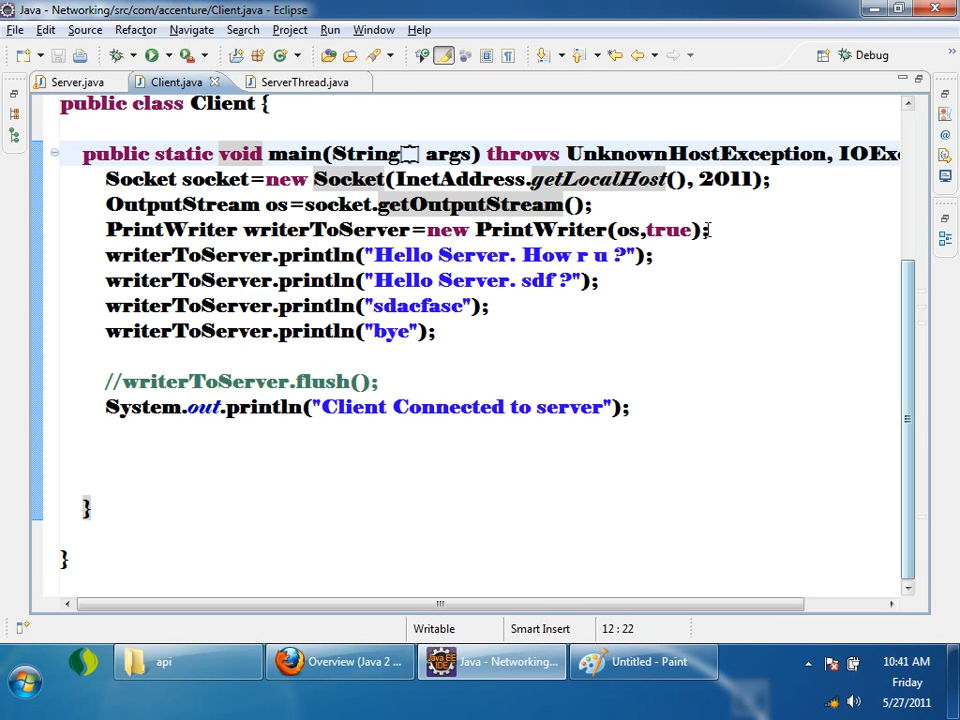 Java - Networking/src/com/accenture/Client.java - Eclipse
File Edit Source Refactor Navigate Search Project Run Window Help
Debug
Server.java Client.java ServerThread.java
public class Client {
public static void main(String[] args) throws UnknownHostException, IOExc
Socket socket=new Socket(InetAddress.getLocalHost(), 2011);
OutputStream os=socket.getOutputStream();
PrintWriter writerToServer=new PrintWriter(os,true);
writerToServer.println("Hello Server. How r u ?");
writerToServer.println("Hello Server. sdf ?");
writerToServer.println("sdacfasc");
writerToServer.println("bye");
//writerToServer.flush();
System.out.println("Client Connected to server");
}
}
Writable Smart Insert 12 : 22
api Overview (Java 2 ... Java - Networking... Untitled - Paint
10:41 AM
Friday
5/27/2011